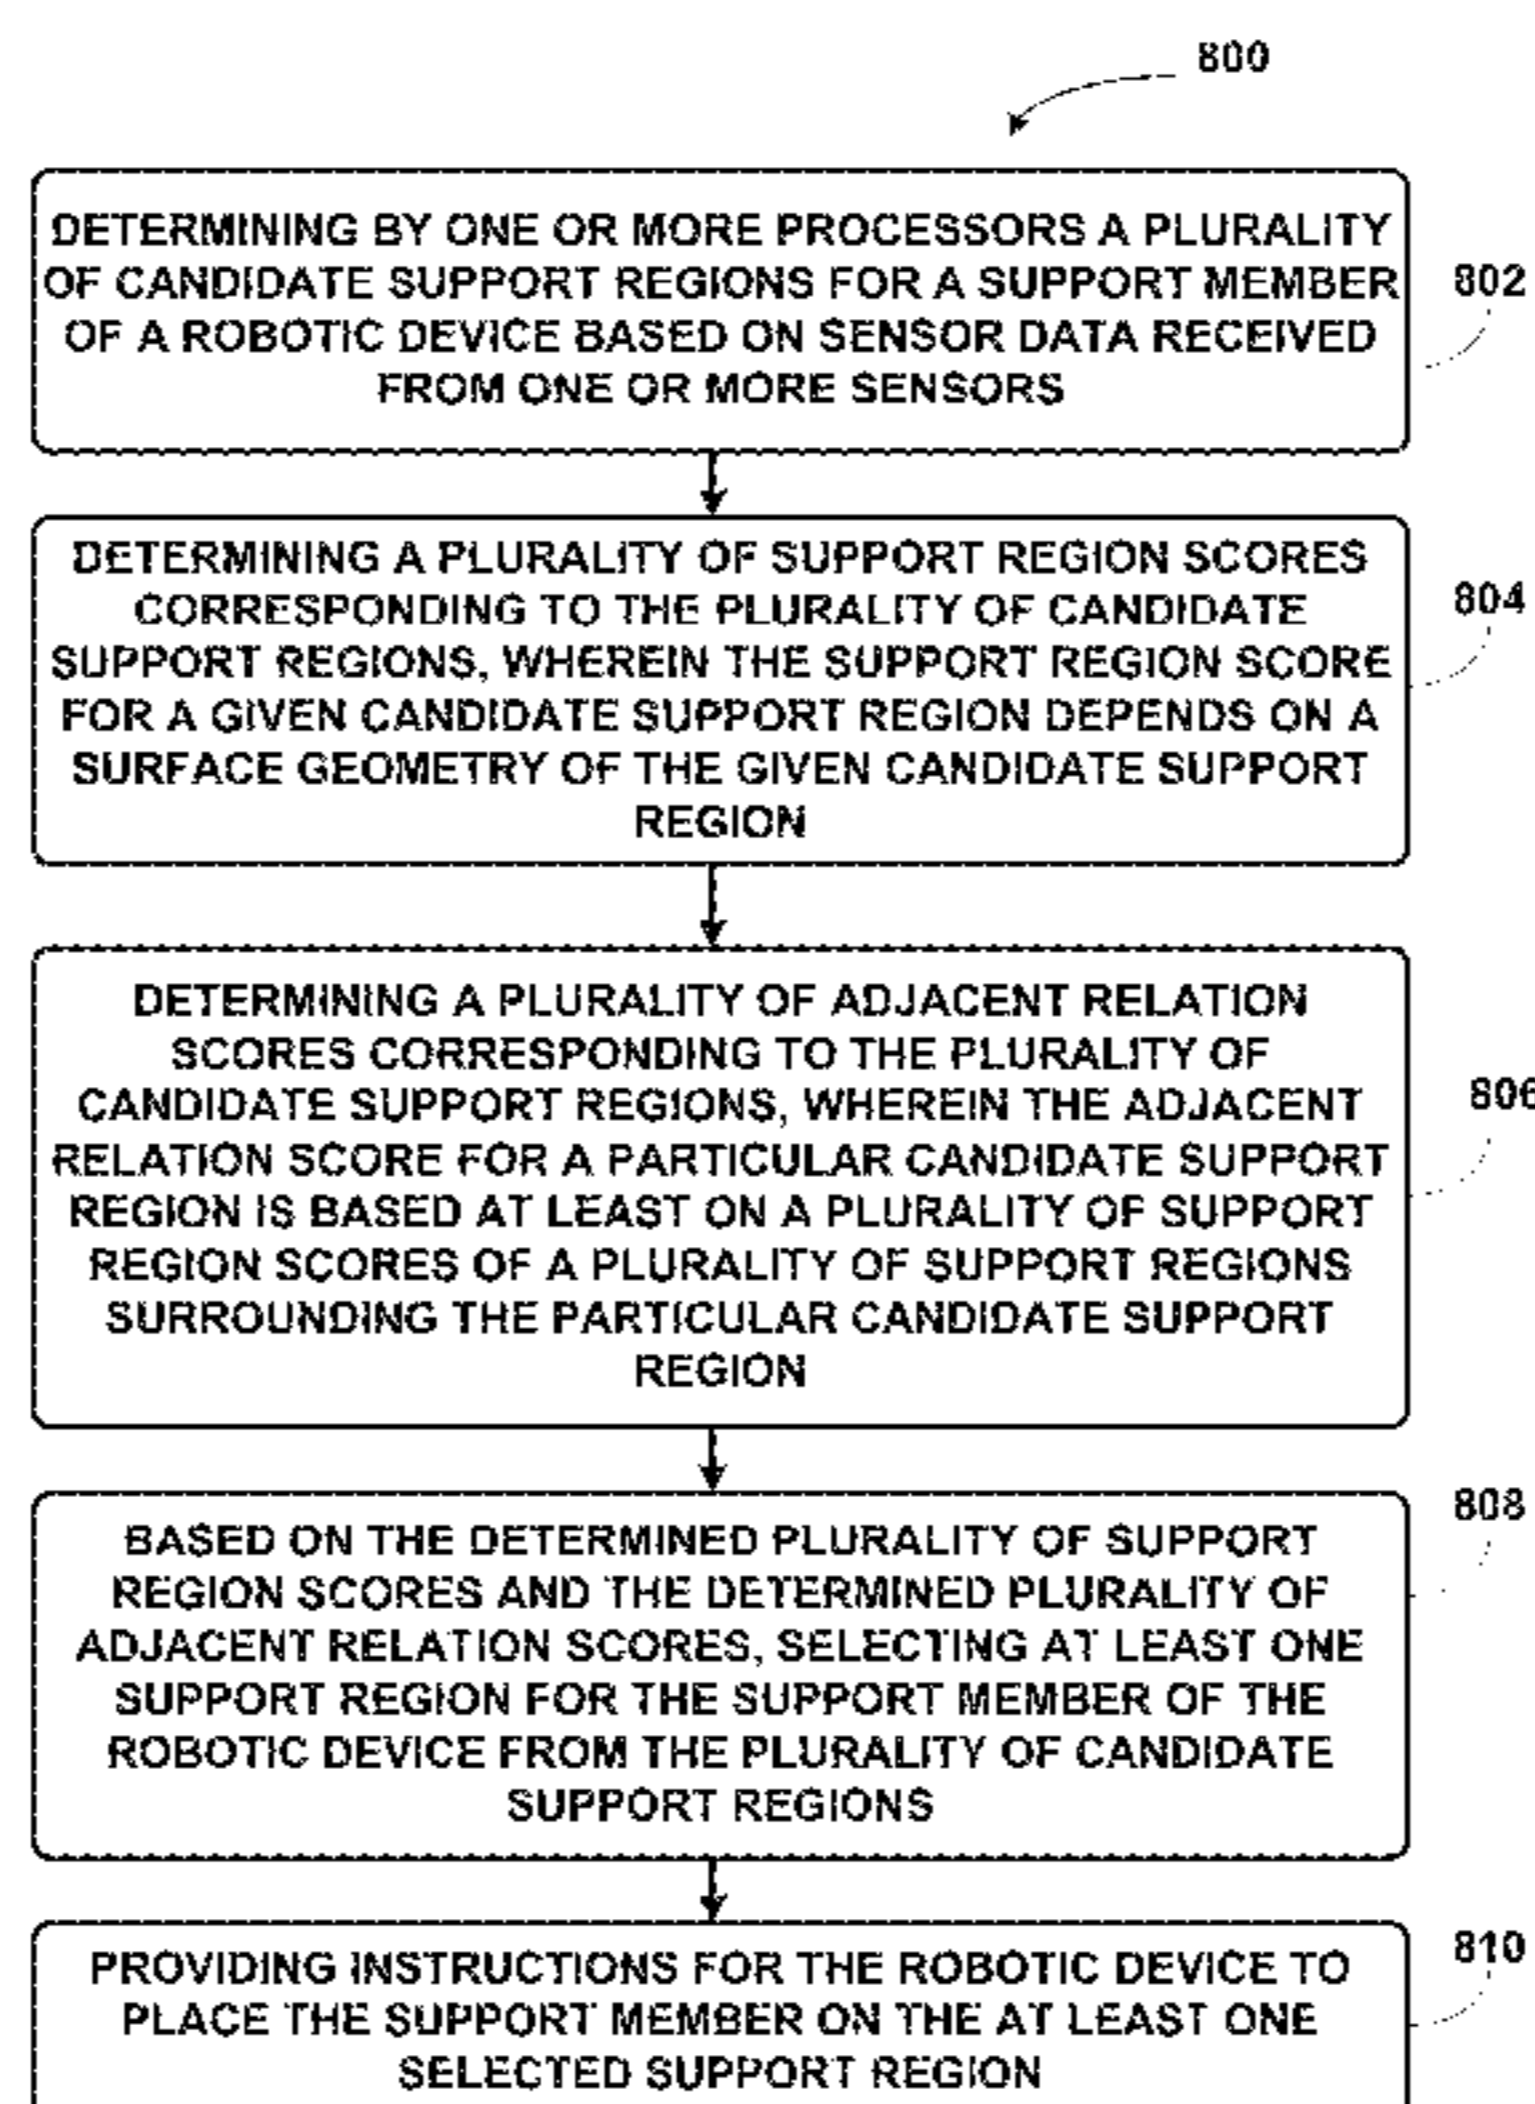 800
DETERMINING BY ONE OR MORE PROCESSORS A PLURALITY
OF CANDIDATE SUPPORT REGIONS FOR A SUPPORT MEMBER
OF A ROBOTIC DEVICE BASED ON SENSOR DATA RECEIVED
FROM ONE OR MORE SENSORS
802
DETERMINING A PLURALITY OF SUPPORT REGION SCORES
CORRESPONDING TO THE PLURALITY OF CANDIDATE
SUPPORT REGIONS, WHEREIN THE SUPPORT REGION SCORE
FOR A GIVEN CANDIDATE SUPPORT REGION DEPENDS ON A
SURFACE GEOMETRY OF THE GIVEN CANDIDATE SUPPORT
REGION
804
DETERMINING A PLURALITY OF ADJACENT RELATION
SCORES CORRESPONDING TO THE PLURALITY OF
CANDIDATE SUPPORT REGIONS, WHEREIN THE ADJACENT
RELATION SCORE FOR A PARTICULAR CANDIDATE SUPPORT
REGION IS BASED AT LEAST ON A PLURALITY OF SUPPORT
REGION SCORES OF A PLURALITY OF SUPPORT REGIONS
SURROUNDING THE PARTICULAR CANDIDATE SUPPORT
REGION
806
BASED ON THE DETERMINED PLURALITY OF SUPPORT
REGION SCORES AND THE DETERMINED PLURALITY OF
ADJACENT RELATION SCORES, SELECTING AT LEAST ONE
SUPPORT REGION FOR THE SUPPORT MEMBER OF THE
ROBOTIC DEVICE FROM THE PLURALITY OF CANDIDATE
SUPPORT REGIONS
808
PROVIDING INSTRUCTIONS FOR THE ROBOTIC DEVICE TO
PLACE THE SUPPORT MEMBER ON THE AT LEAST ONE
SELECTED SUPPORT REGION
810